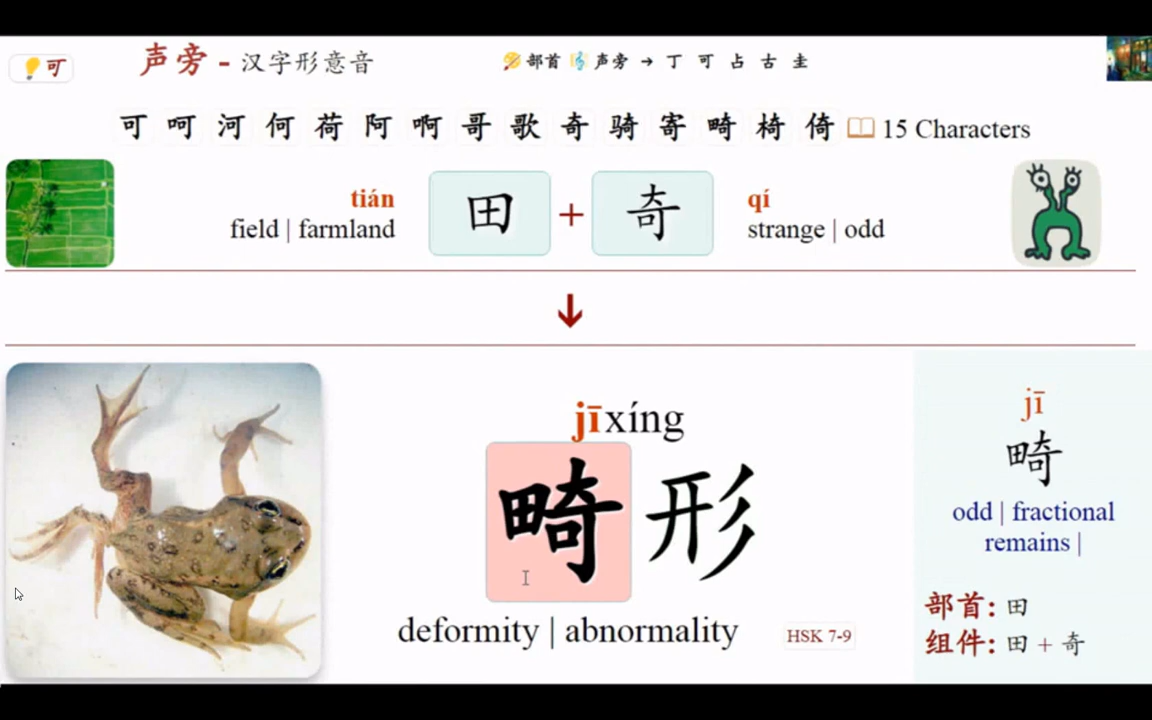 可
声旁 - 汉字形意音
部首 声旁 → 丁 可 占 古 圭
可 呵 河 何 荷 阿 啊 哥 歌 奇 骑 寄 畸 椅 倚 15 Characters
tián
field | farmland
田 + 奇
qí
strange | odd
jīxíng
畸形
deformity | abnormality
HSK 7-9
jī
畸
odd | fractional
remains |
部首: 田
组件: 田 + 奇